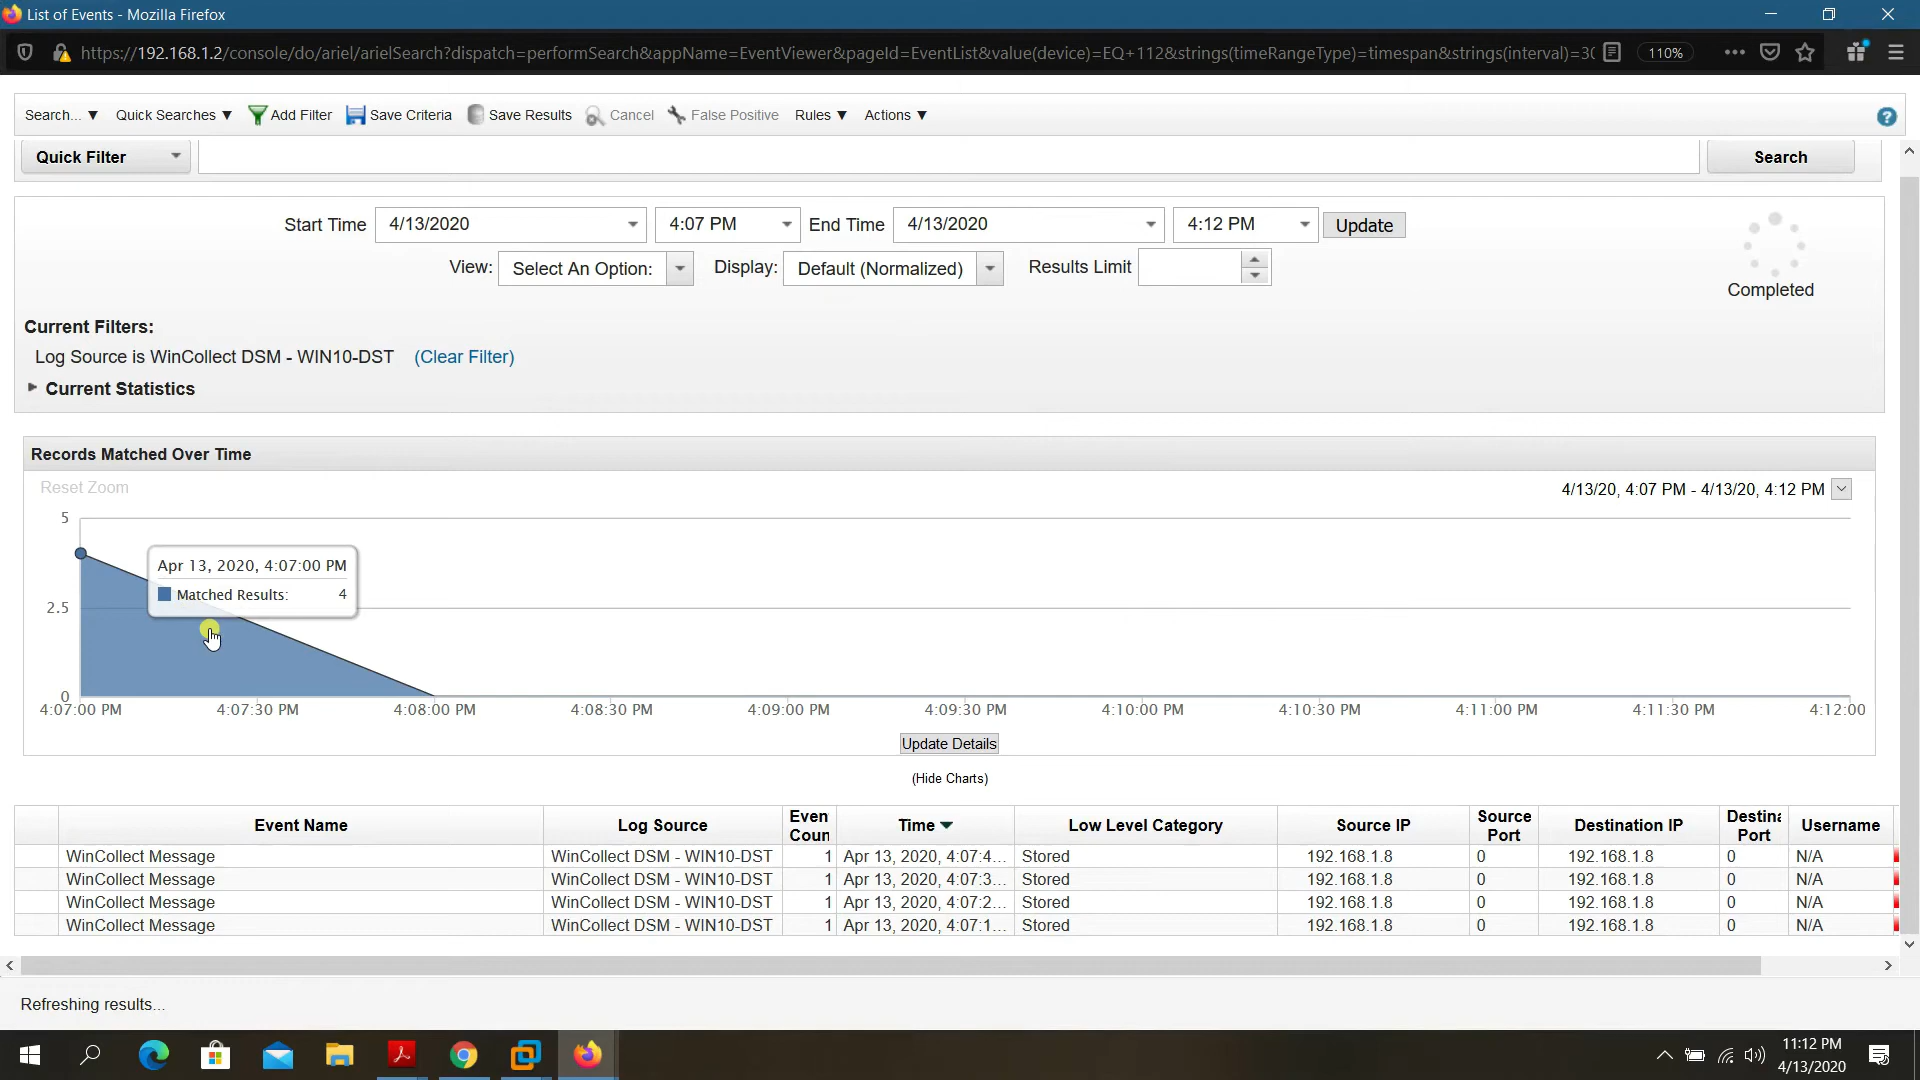 List of Events - Mozilla Firefox
https://192.168.1.2/console/do/ariel/arielSearch?dispatch=performSearch&appName=EventViewer&pageId=EventList&value(device)=EQ+112&strings(timeRangeType)=timespan&strings(interval)=30 110%
Search... Quick Searches Add Filter Save Criteria Save Results Cancel False Positive Rules Actions
Quick Filter Search
Start Time 4/13/2020 4:07 PM End Time 4/13/2020 4:12 PM Update
View: Select An Option: Display: Default (Normalized) Results Limit
Completed
Current Filters:
Log Source is WinCollect DSM - WIN10-DST (Clear Filter)
Current Statistics
Records Matched Over Time
Reset Zoom 4/13/20, 4:07 PM - 4/13/20, 4:12 PM
5
Apr 13, 2020, 4:07:00 PM
Matched Results: 4
2.5
0
4:07:00 PM 4:07:30 PM 4:08:00 PM 4:08:30 PM 4:09:00 PM 4:09:30 PM 4:10:00 PM 4:10:30 PM 4:11:00 PM 4:11:30 PM 4:12:00
Update Details
(Hide Charts)
Event Name Log Source Even Coun Time Low Level Category Source IP Source Port Destination IP Destina Port Username
WinCollect Message WinCollect DSM - WIN10-DST 1 Apr 13, 2020, 4:07:4... Stored 192.168.1.8 0 192.168.1.8 0 N/A
WinCollect Message WinCollect DSM - WIN10-DST 1 Apr 13, 2020, 4:07:3... Stored 192.168.1.8 0 192.168.1.8 0 N/A
WinCollect Message WinCollect DSM - WIN10-DST 1 Apr 13, 2020, 4:07:2... Stored 192.168.1.8 0 192.168.1.8 0 N/A
WinCollect Message WinCollect DSM - WIN10-DST 1 Apr 13, 2020, 4:07:1... Stored 192.168.1.8 0 192.168.1.8 0 N/A
Refreshing results...
11:12 PM
4/13/2020